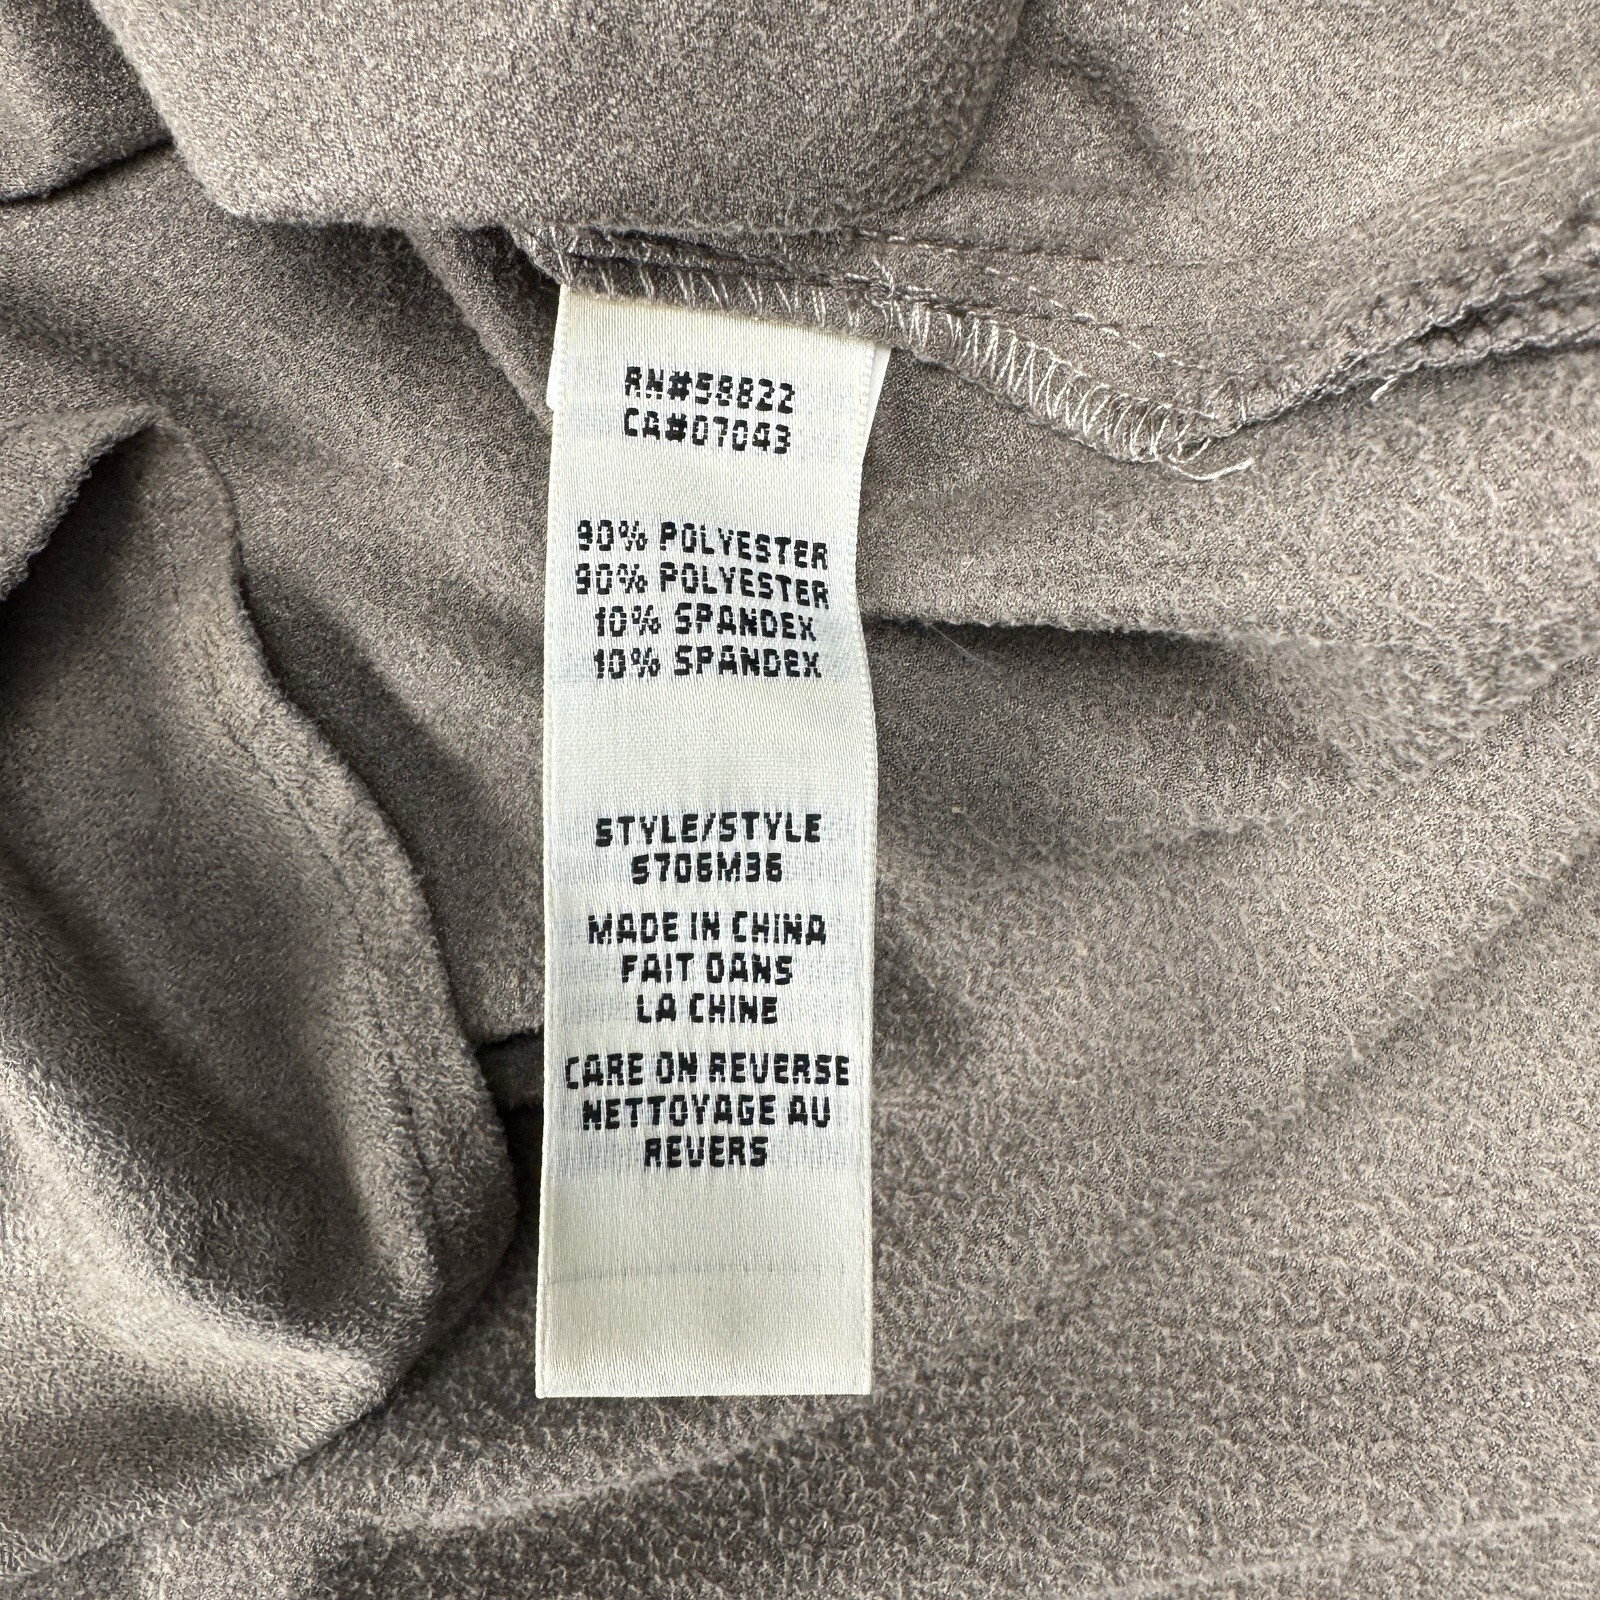 RN#58822
CA#07043
90% POLYESTER
90% POLYESTER
10% SPANDEX
10% SPANDEX
STYLE/STYLE
S706M36
MADE IN CHINA
FAIT DANS
LA CHINE
CARE ON REVERSE
NETTOYAGE AU
REVERS